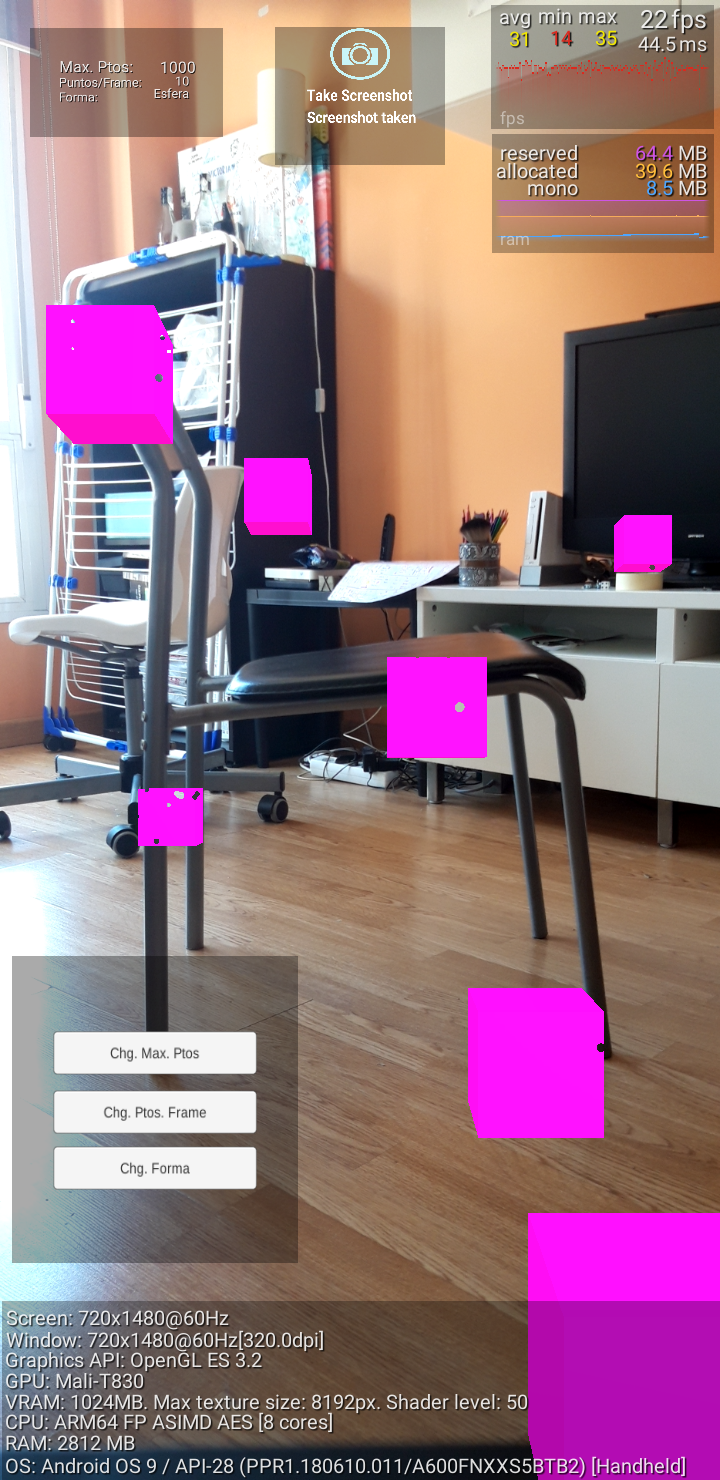 Max. Ptos: 1000
Puntos/Frame: 10
Forma: Esfera
Take Screenshot
Screenshot taken
avg min max 22 fps
31 14 35 44.5 ms
fps
reserved 64.4 MB
allocated 39.6 MB
mono 8.5 MB
ram
Chg. Max. Ptos
Chg. Ptos. Frame
Chg. Forma
Screen: 720x1480@60Hz
Window: 720x1480@60Hz[320.0dpi]
Graphics API: OpenGL ES 3.2
GPU: Mali-T830
VRAM: 1024MB. Max texture size: 8192px. Shader level: 50
CPU: ARM64 FP ASIMD AES [8 cores]
RAM: 2812 MB
OS: Android OS 9 / API-28 (PPR1.180610.011/A600FNXXS5BTB2) [Handheld]